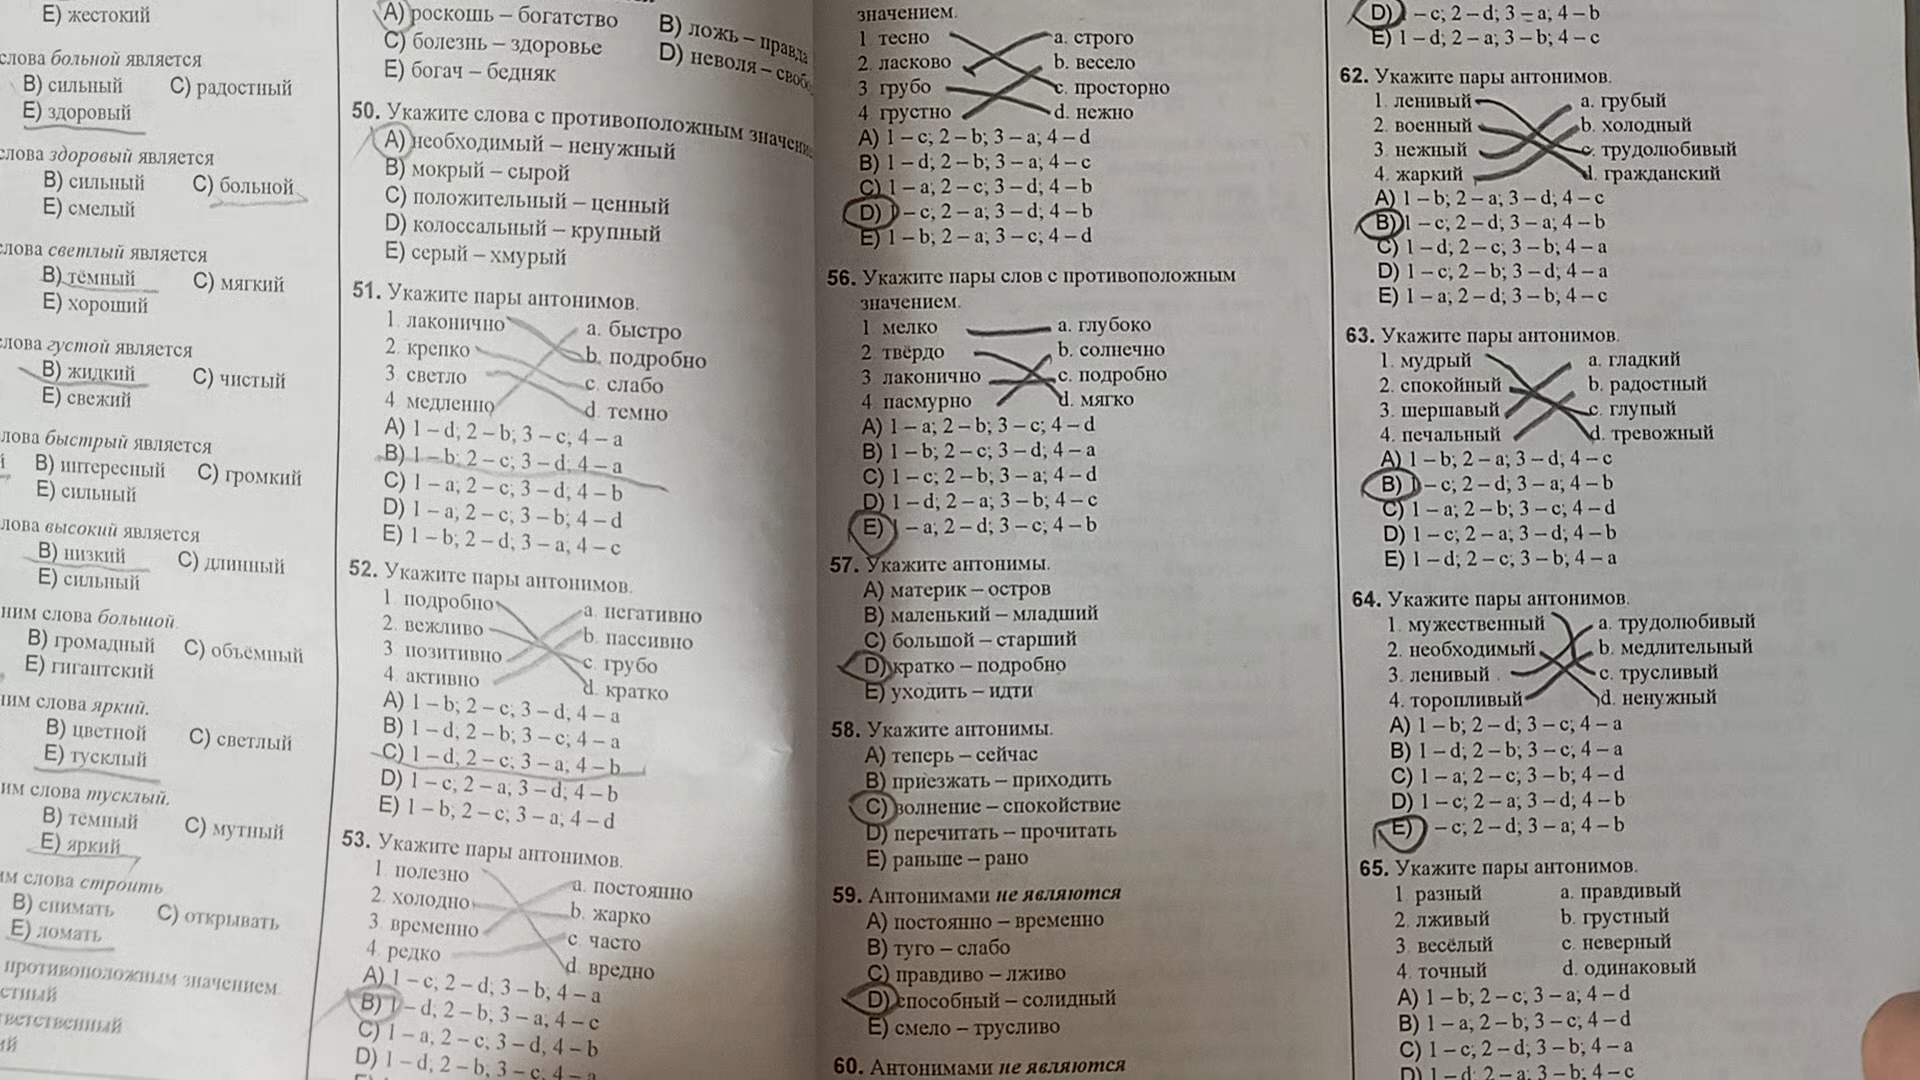 E) жестокий
слова больной является
B) сильный C) радостный
E) здоровый
слова здоровый является
B) сильный C) больной
E) смелый
слова светлый является
B) тёмный C) мягкий
E) хороший
слова густой является
B) жидкий C) чистый
E) свежий
слова быстрый является
B) интересный C) громкий
E) сильный
слова высокий является
B) низкий C) длинный
E) сильный
ним слова большой.
B) громадный C) объёмный
E) гигантский
ним слова яркий.
B) цветной C) светлый
E) тусклый
им слова тусклый.
B) тёмный C) мутный
E) яркий
им слова строить
B) снимать C) открывать
E) ломать
противоположным значением
A) роскошь – богатство B) ложь – правда
C) болезнь – здоровье D) неволя – своб
E) богач – бедняк
50. Укажите слова с противоположным значени
A) необходимый – ненужный
B) мокрый – сырой
C) положительный – ценный
D) колоссальный – крупный
E) серый – хмурый
51. Укажите пары антонимов.
1. лаконично a. быстро
2. крепко b. подробно
3 светло c. слабо
4 медленно d. темно
A) 1 – d; 2 – b; 3 – c; 4 – a
B) 1 – b; 2 – c; 3 – d; 4 – a
C) 1 – a; 2 – c; 3 – d; 4 – b
D) 1 – a; 2 – c; 3 – b; 4 – d
E) 1 – b; 2 – d; 3 – a; 4 – c
52. Укажите пары антонимов.
1. подробно a. негативно
2. вежливо b. пассивно
3 позитивно c. грубо
4. активно d. кратко
A) 1 – b; 2 – c; 3 – d; 4 – a
B) 1 – d; 2 – b; 3 – c; 4 – a
C) 1 – d; 2 – c; 3 – a; 4 – b
D) 1 – c; 2 – a; 3 – d; 4 – b
E) 1 – b; 2 – c; 3 – a; 4 – d
53. Укажите пары антонимов.
1 полезно a. постоянно
2. холодно b. жарко
3. временно c. часто
4. редко d. вредно
A) 1 – c; 2 – d; 3 – b; 4 – a
B) 1 – d; 2 – b; 3 – a; 4 – c
C) 1 – a; 2 – c; 3 – d; 4 – b
D) 1 – d; 2 – b; 3 – c; 4 – a
значением.
1. тесно a. строго
2. ласково b. весело
3 грубо c. просторно
4 грустно d. нежно
A) 1 – c; 2 – b; 3 – a; 4 – d
B) 1 – d; 2 – b; 3 – a; 4 – c
C) 1 – a; 2 – c; 3 – d; 4 – b
D) 1 – c; 2 – a; 3 – d; 4 – b
E) 1 – b; 2 – a; 3 – c; 4 – d
56. Укажите пары слов с противоположным
значением.
1 мелко a. глубоко
2 твёрдо b. солнечно
3 лаконично c. подробно
4 пасмурно d. мягко
A) 1 – a; 2 – b; 3 – c; 4 – d
B) 1 – b; 2 – c; 3 – d; 4 – a
C) 1 – c; 2 – b; 3 – a; 4 – d
D) 1 – d; 2 – a; 3 – b; 4 – c
E) 1 – a; 2 – d; 3 – c; 4 – b
57. Укажите антонимы.
A) материк – остров
B) маленький – младший
C) большой – старший
D) кратко – подробно
E) уходить – идти
58. Укажите антонимы.
A) теперь – сейчас
B) приезжать – приходить
C) волнение – спокойствие
D) перечитать – прочитать
E) раньше – рано
59. Антонимами не являются
A) постоянно – временно
B) туго – слабо
C) правдиво – лживо
D) способный – солидный
E) смело – трусливо
60. Антонимами не являются
D) 1 – c; 2 – d; 3 – a; 4 – b
E) 1 – d; 2 – a; 3 – b; 4 – c
62. Укажите пары антонимов.
1. ленивый a. грубый
2. военный b. холодный
3. нежный c. трудолюбивый
4. жаркий d. гражданский
A) 1 – b; 2 – a; 3 – d; 4 – c
B) 1 – c; 2 – d; 3 – a; 4 – b
C) 1 – d; 2 – c; 3 – b; 4 – a
D) 1 – c; 2 – b; 3 – d; 4 – a
E) 1 – a; 2 – d; 3 – b; 4 – c
63. Укажите пары антонимов.
1. мудрый a. гладкий
2. спокойный b. радостный
3. шершавый c. глупый
4. печальный d. тревожный
A) 1 – b; 2 – a; 3 – d; 4 – c
B) 1 – c; 2 – d; 3 – a; 4 – b
C) 1 – a; 2 – b; 3 – c; 4 – d
D) 1 – c; 2 – a; 3 – d; 4 – b
E) 1 – d; 2 – c; 3 – b; 4 – a
64. Укажите пары антонимов.
1. мужественный a. трудолюбивый
2. необходимый b. медлительный
3. ленивый c. трусливый
4. торопливый d. ненужный
A) 1 – b; 2 – d; 3 – c; 4 – a
B) 1 – d; 2 – b; 3 – c; 4 – a
C) 1 – a; 2 – c; 3 – b; 4 – d
D) 1 – c; 2 – a; 3 – d; 4 – b
E) 1 – c; 2 – d; 3 – a; 4 – b
65. Укажите пары антонимов.
1 разный a. правдивый
2. лживый b. грустный
3. весёлый c. неверный
4. точный d. одинаковый
A) 1 – b; 2 – c; 3 – a; 4 – d
B) 1 – a; 2 – b; 3 – c; 4 – d
C) 1 – c; 2 – d; 3 – b; 4 – a
D) 1 – d; 2 – a; 3 – b; 4 – c